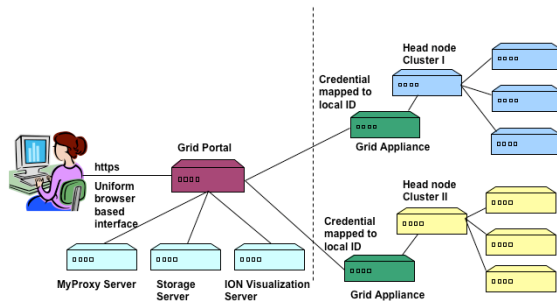 Head node
Cluster I
Credential
mapped to
local ID
Grid Portal
Grid Appliance
https
Uniform
browser
based
interface
Head node
Cluster II
Credential
mapped to
local ID
MyProxy Server
Storage
Server
ION Visualization
Server
Grid Appliance